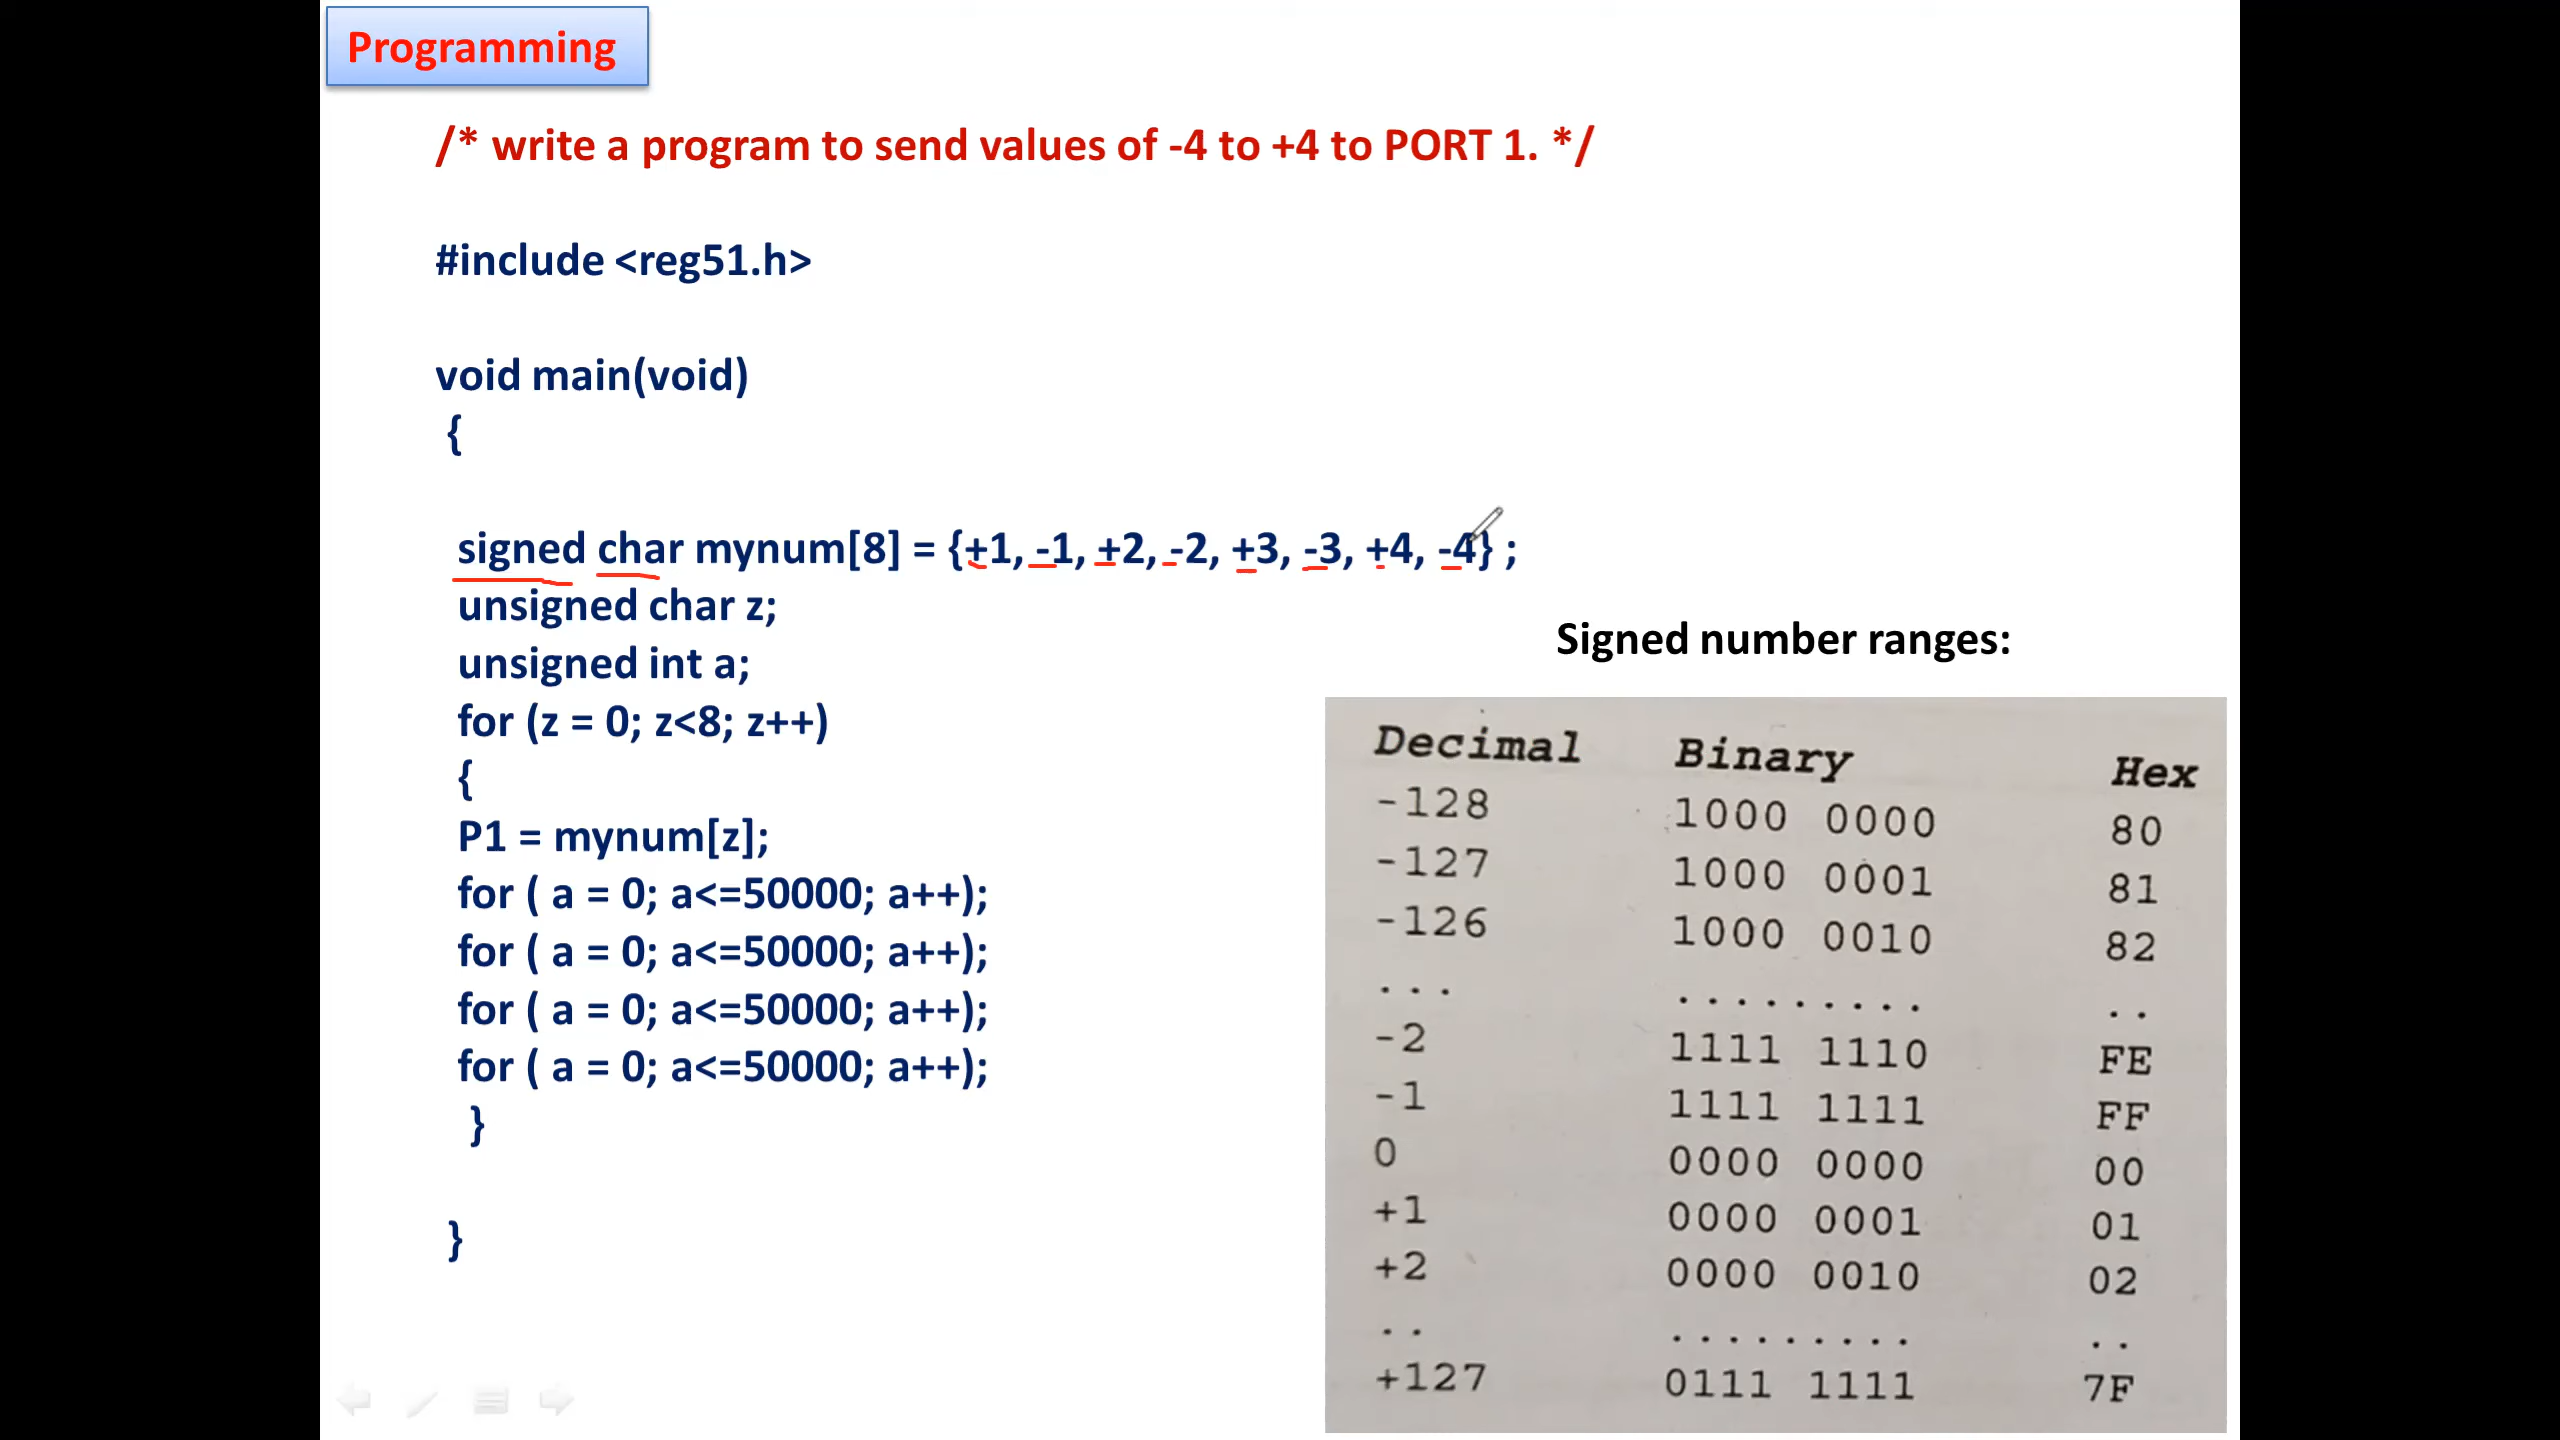 Programming
/* write a program to send values of -4 to +4 to PORT 1. */
#include <reg51.h>
void main(void)
{
signed char mynum[8] = {+1, -1, +2, -2, +3, -3, +4, -4} ;
unsigned char z;
unsigned int a;
for (z = 0; z<8; z++)
{
P1 = mynum[z];
for ( a = 0; a<=50000; a++);
for ( a = 0; a<=50000; a++);
for ( a = 0; a<=50000; a++);
for ( a = 0; a<=50000; a++);
}
}
Signed number ranges:
Decimal Binary Hex
-128 1000 0000 80
-127 1000 0001 81
-126 1000 0010 82
... ......... ..
-2 1111 1110 FE
-1 1111 1111 FF
0 0000 0000 00
+1 0000 0001 01
+2 0000 0010 02
.. ......... ..
+127 0111 1111 7F